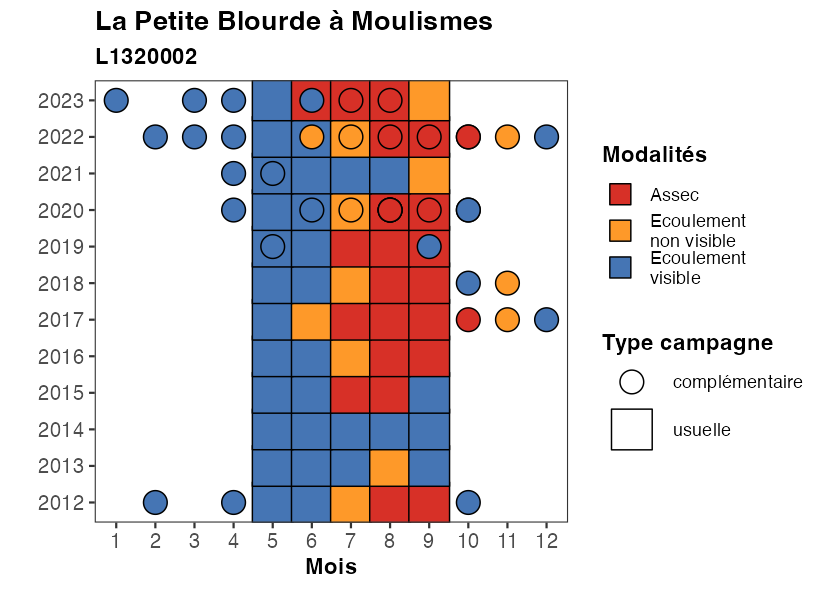 La Petite Blourde à Moulismes
L1320002
2023
2022
2021
2020
2019
2018
2017
2016
2015
2014
2013
2012
1 2 3 4 5 6 7 8 9 10 11 12
Mois
Modalités
Assec
Ecoulement
non visible
Ecoulement
visible
Type campagne
complémentaire
usuelle